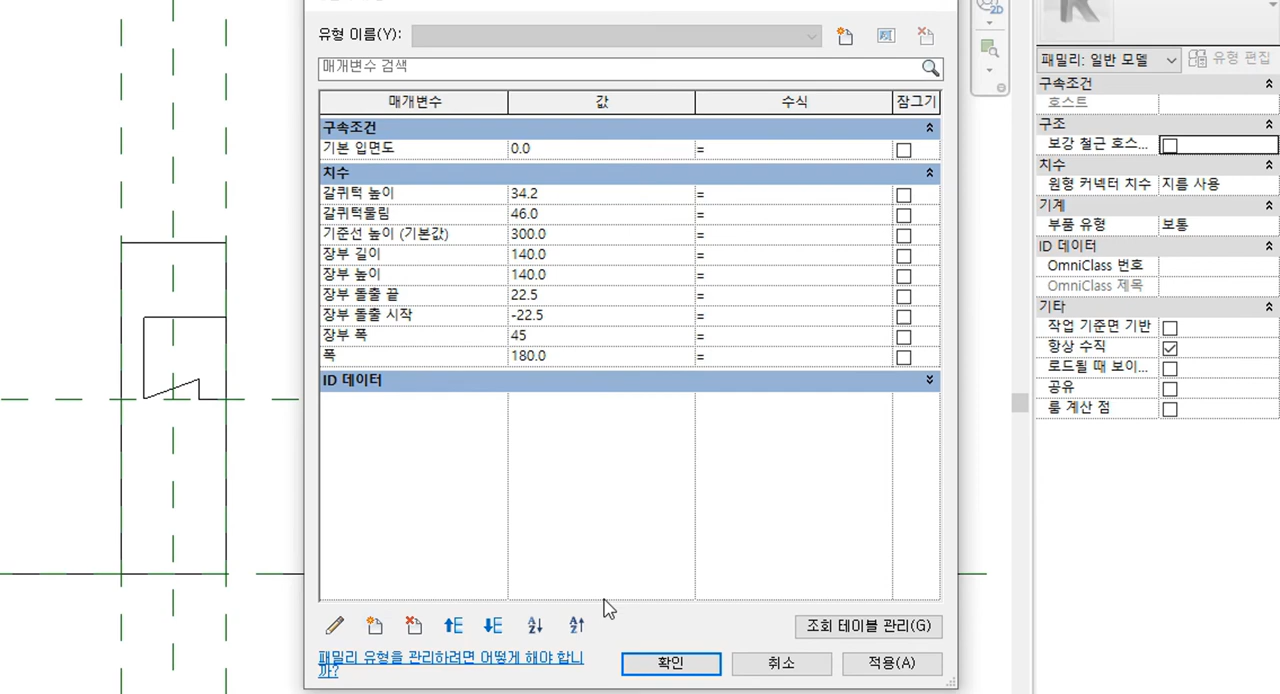 2D
유형 이름(Y):
매개변수 검색
매개변수 값 수식 잠그기
구속조건
기본 입면도 0.0 =
치수
갈퀴턱 높이 34.2 =
갈퀴턱물림 46.0 =
기준선 높이 (기본값) 300.0 =
장부 길이 140.0 =
장부 높이 140.0 =
장부 돌출 끝 22.5 =
장부 돌출 시작 -22.5 =
장부 폭 45 =
폭 180.0 =
ID 데이터
조회 테이블 관리(G)
패밀리 유형을 관리하려면 어떻게 해야 합니
까?
확인 취소 적용(A)
패밀리: 일반 모델 유형 편집
구속조건
호스트
구조
보강 철근 호스...
치수
원형 커넥터 치수 지름 사용
기계
부품 유형 보통
ID 데이터
OmniClass 번호
OmniClass 제목
기타
작업 기준면 기반
항상 수직
로드될 때 보이...
공유
룸 계산 점